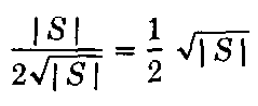 |S| / 2√|S| = 1/2 √|S|